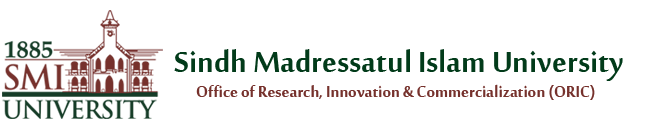 1885
SMI
UNIVERSITY
Sindh Madressatul Islam University
Office of Research, Innovation & Commercialization (ORIC)